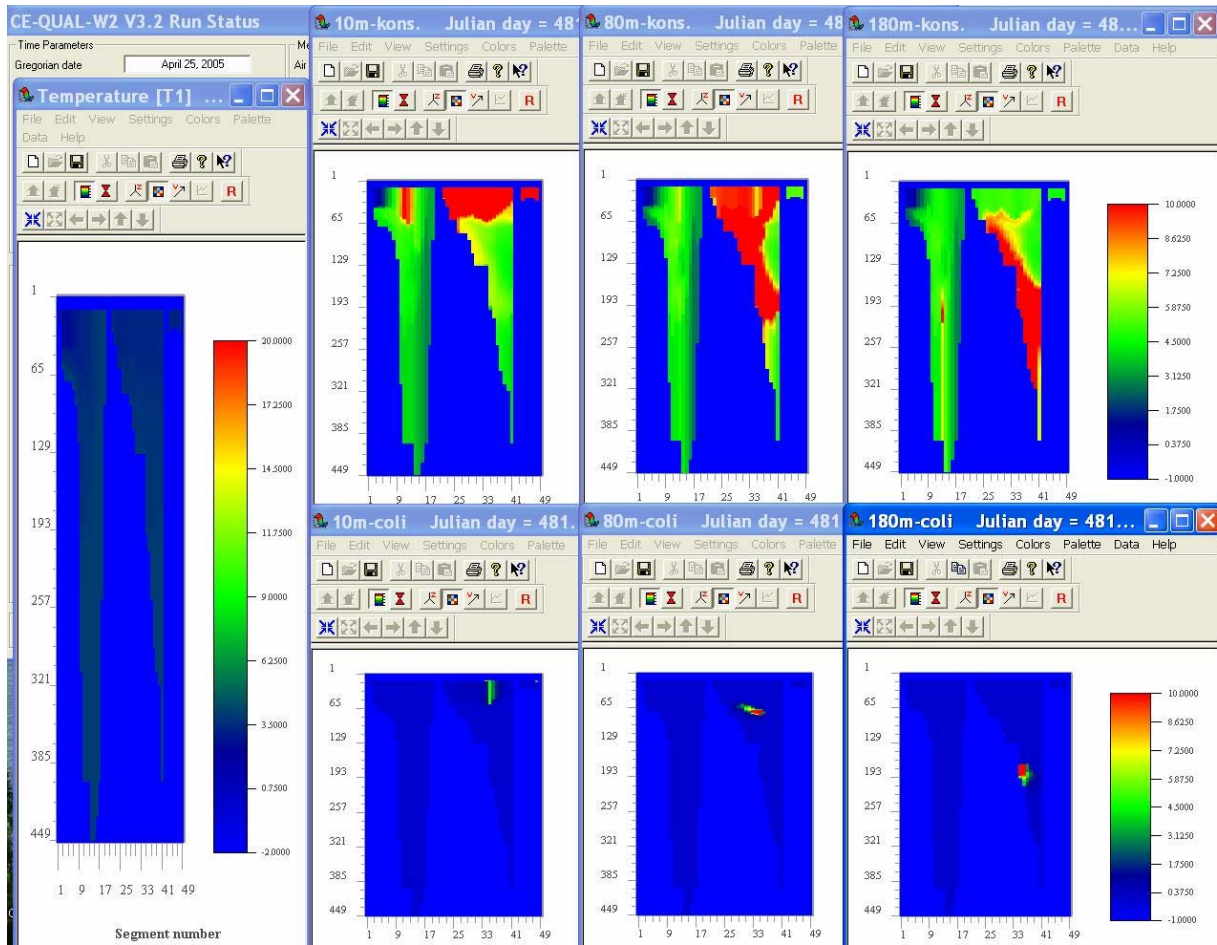 CE-QUAL-W2 V3.2 Run Status
Time Parameters
Me
Gregorian date
April 25, 2005
Air
Temperature [T1] ...
File Edit View Settings Colors Palette
Data Help
R
1
65
129
193
257
321
385
449
20.0000
17.2500
14.5000
11.7500
9.0000
6.2500
3.5000
0.7500
-2.0000
1 9 17 25 33 41 49
Segment number
10m-kons. Julian day = 481
File Edit View Settings Colors Palette
R
1
65
129
193
257
321
385
449
1 9 17 25 33 41 49
80m-kons. Julian day = 481
File Edit View Settings Colors Palette
R
1
65
129
193
257
321
385
449
1 9 17 25 33 41 49
180m-kons. Julian day = 48...
File Edit View Settings Colors Palette Data Help
R
1
65
129
193
257
321
385
449
10.0000
8.6250
7.2500
5.8750
4.5000
3.1250
1.7500
0.3750
-1.0000
1 9 17 25 33 41 49
10m-coli Julian day = 481.
File Edit View Settings Colors Palette
R
1
65
129
193
257
321
385
449
1 9 17 25 33 41 49
80m-coli Julian day = 481
File Edit View Settings Colors Palette
R
1
65
129
193
257
321
385
449
1 9 17 25 33 41 49
180m-coli Julian day = 481...
File Edit View Settings Colors Palette Data Help
R
1
65
129
193
257
321
385
449
10.0000
8.6250
7.2500
5.8750
4.5000
3.1250
1.7500
0.3750
-1.0000
1 9 17 25 33 41 49